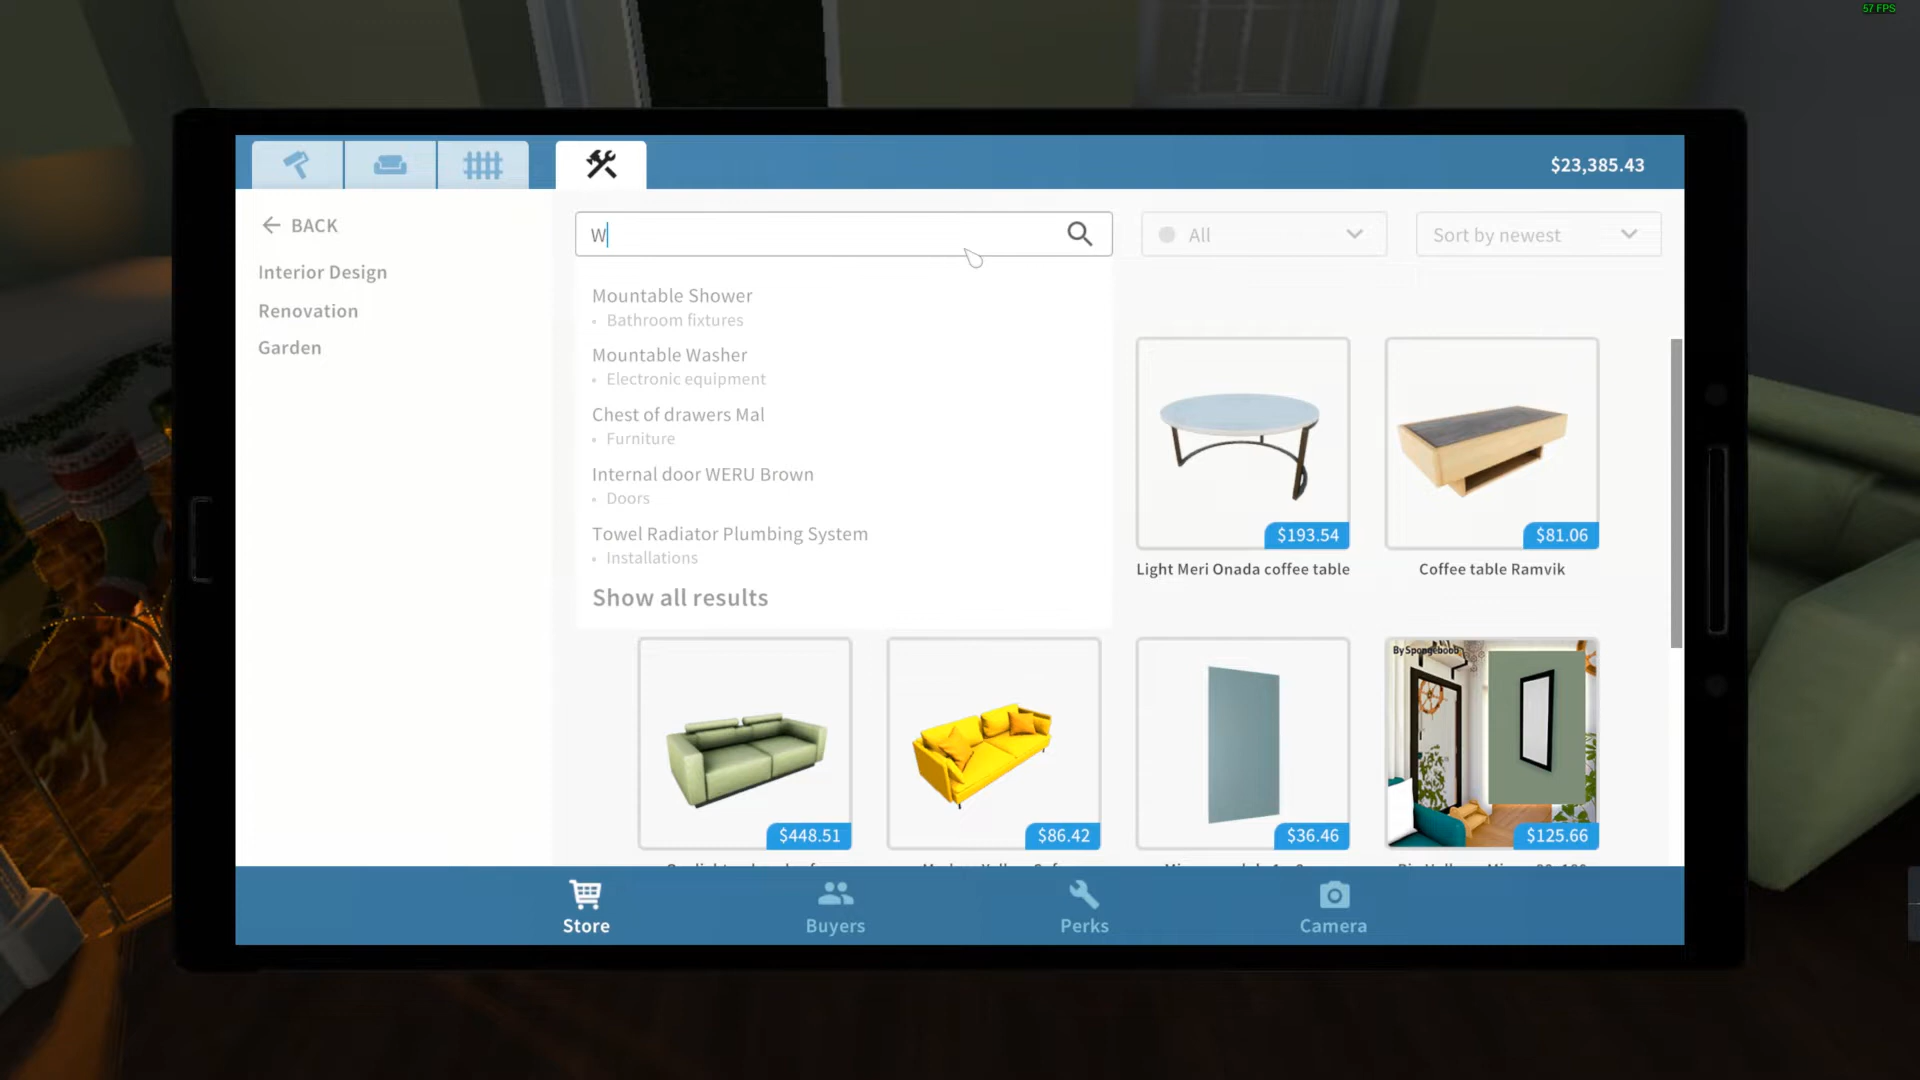 57 FPS
$23,385.43
BACK
W
All
Sort by newest
Interior Design
Renovation
Garden
Mountable Shower
• Bathroom fixtures
Mountable Washer
• Electronic equipment
Chest of drawers Mal
• Furniture
Internal door WERU Brown
• Doors
Towel Radiator Plumbing System
• Installations
Show all results
$193.54
$81.06
Light Meri Onada coffee table
Coffee table Ramvik
By Spongeboob
$448.51
$86.42
$36.46
$125.66
Store
Buyers
Perks
Camera